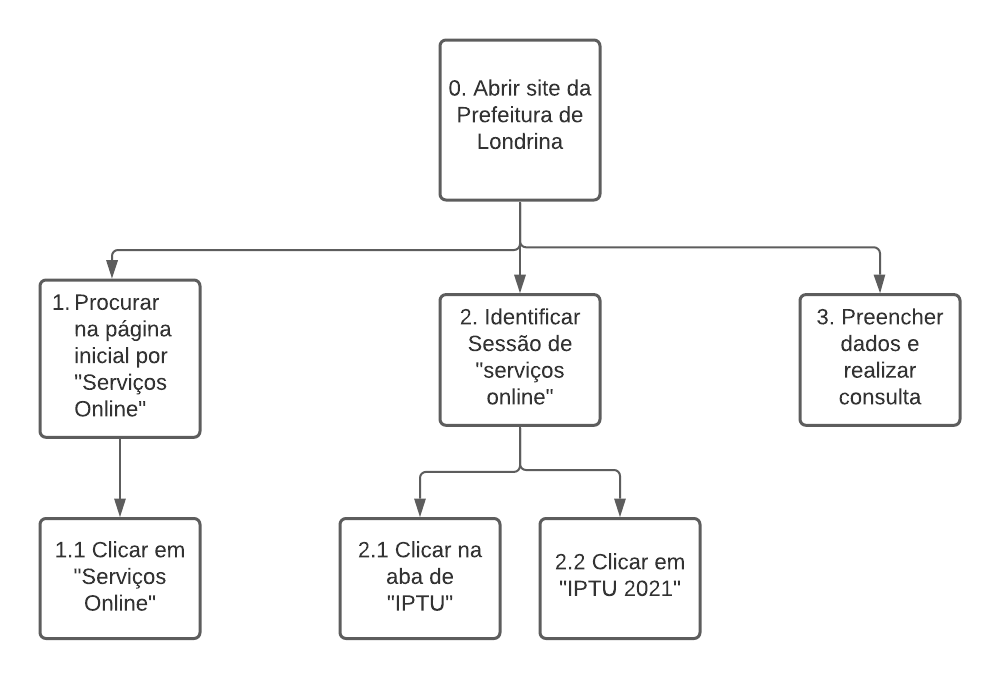 0. Abrir site da
Prefeitura de
Londrina
1. Procurar
na página
inicial por
"Serviços
Online"
2. Identificar
Sessão de
"serviços
online"
3. Preencher
dados e
realizar
consulta
1.1 Clicar em
"Serviços
Online"
2.1 Clicar na
aba de
"IPTU"
2.2 Clicar em
"IPTU 2021"